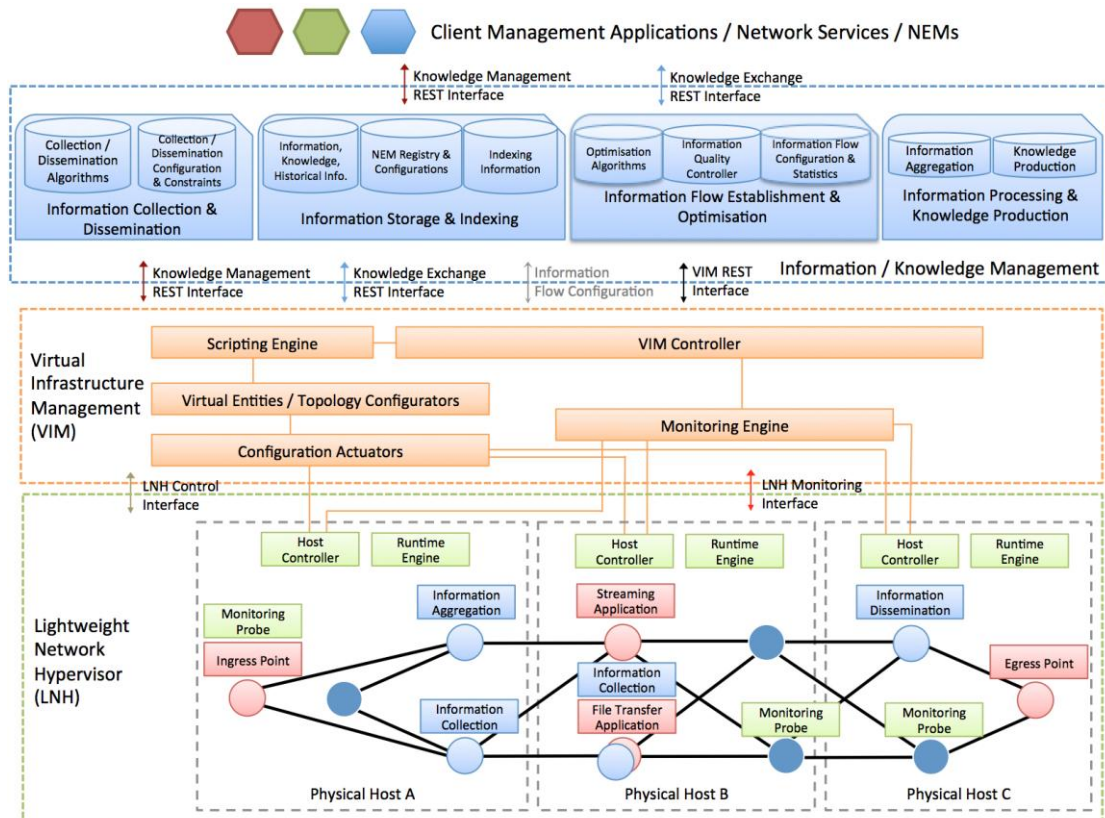 Client Management Applications / Network Services / NEMs
Knowledge Management
REST Interface
Knowledge Exchange
REST Interface
Collection /
Dissemination
Algorithms
Collection /
Dissemination
Configuration
& Constraints
Information Collection &
Dissemination
Information,
Knowledge,
Historical Info.
NEM Registry &
Configurations
Indexing
Information
Information Storage & Indexing
Optimisation
Algorithms
Information
Quality
Controller
Information Flow
Configuration &
Statistics
Information Flow Establishment &
Optimisation
Information
Aggregation
Knowledge
Production
Information Processing &
Knowledge Production
Knowledge Management
REST Interface
Knowledge Exchange
REST Interface
Information
Flow Configuration
VIM REST
Interface
Information / Knowledge Management
Virtual
Infrastructure
Management
(VIM)
Scripting Engine
VIM Controller
Virtual Entities / Topology Configurators
Monitoring Engine
Configuration Actuators
LNH Control
Interface
LNH Monitoring
Interface
Lightweight
Network
Hypervisor
(LNH)
Host
Controller
Runtime
Engine
Host
Controller
Runtime
Engine
Host
Controller
Runtime
Engine
Monitoring
Probe
Ingress Point
Information
Aggregation
Information
Collection
Streaming
Application
Information
Collection
File Transfer
Application
Monitoring
Probe
Information
Dissemination
Monitoring
Probe
Egress Point
Physical Host A
Physical Host B
Physical Host C